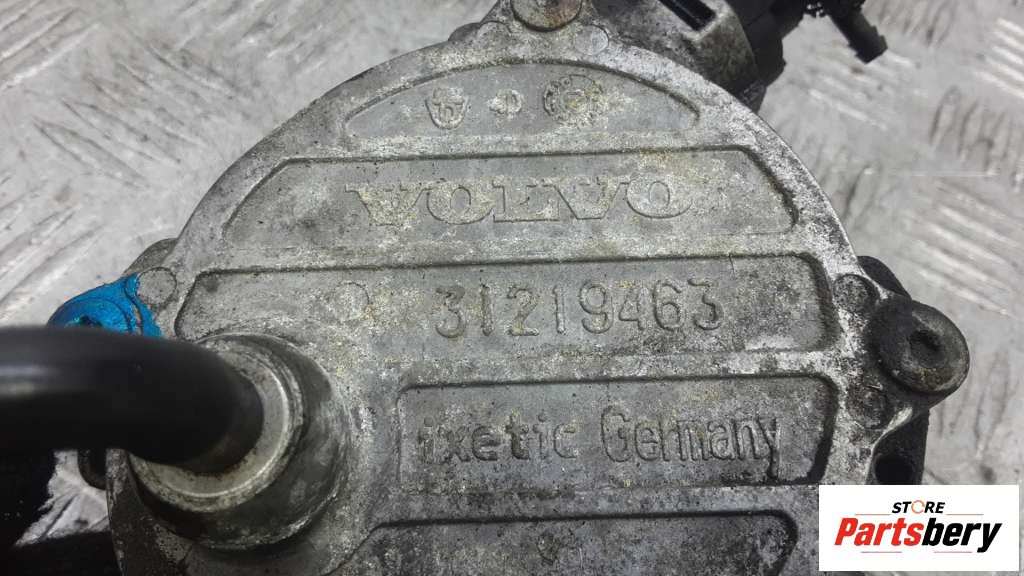 VOLVO
31219463
ixetic Germany
STORE
Partsbery